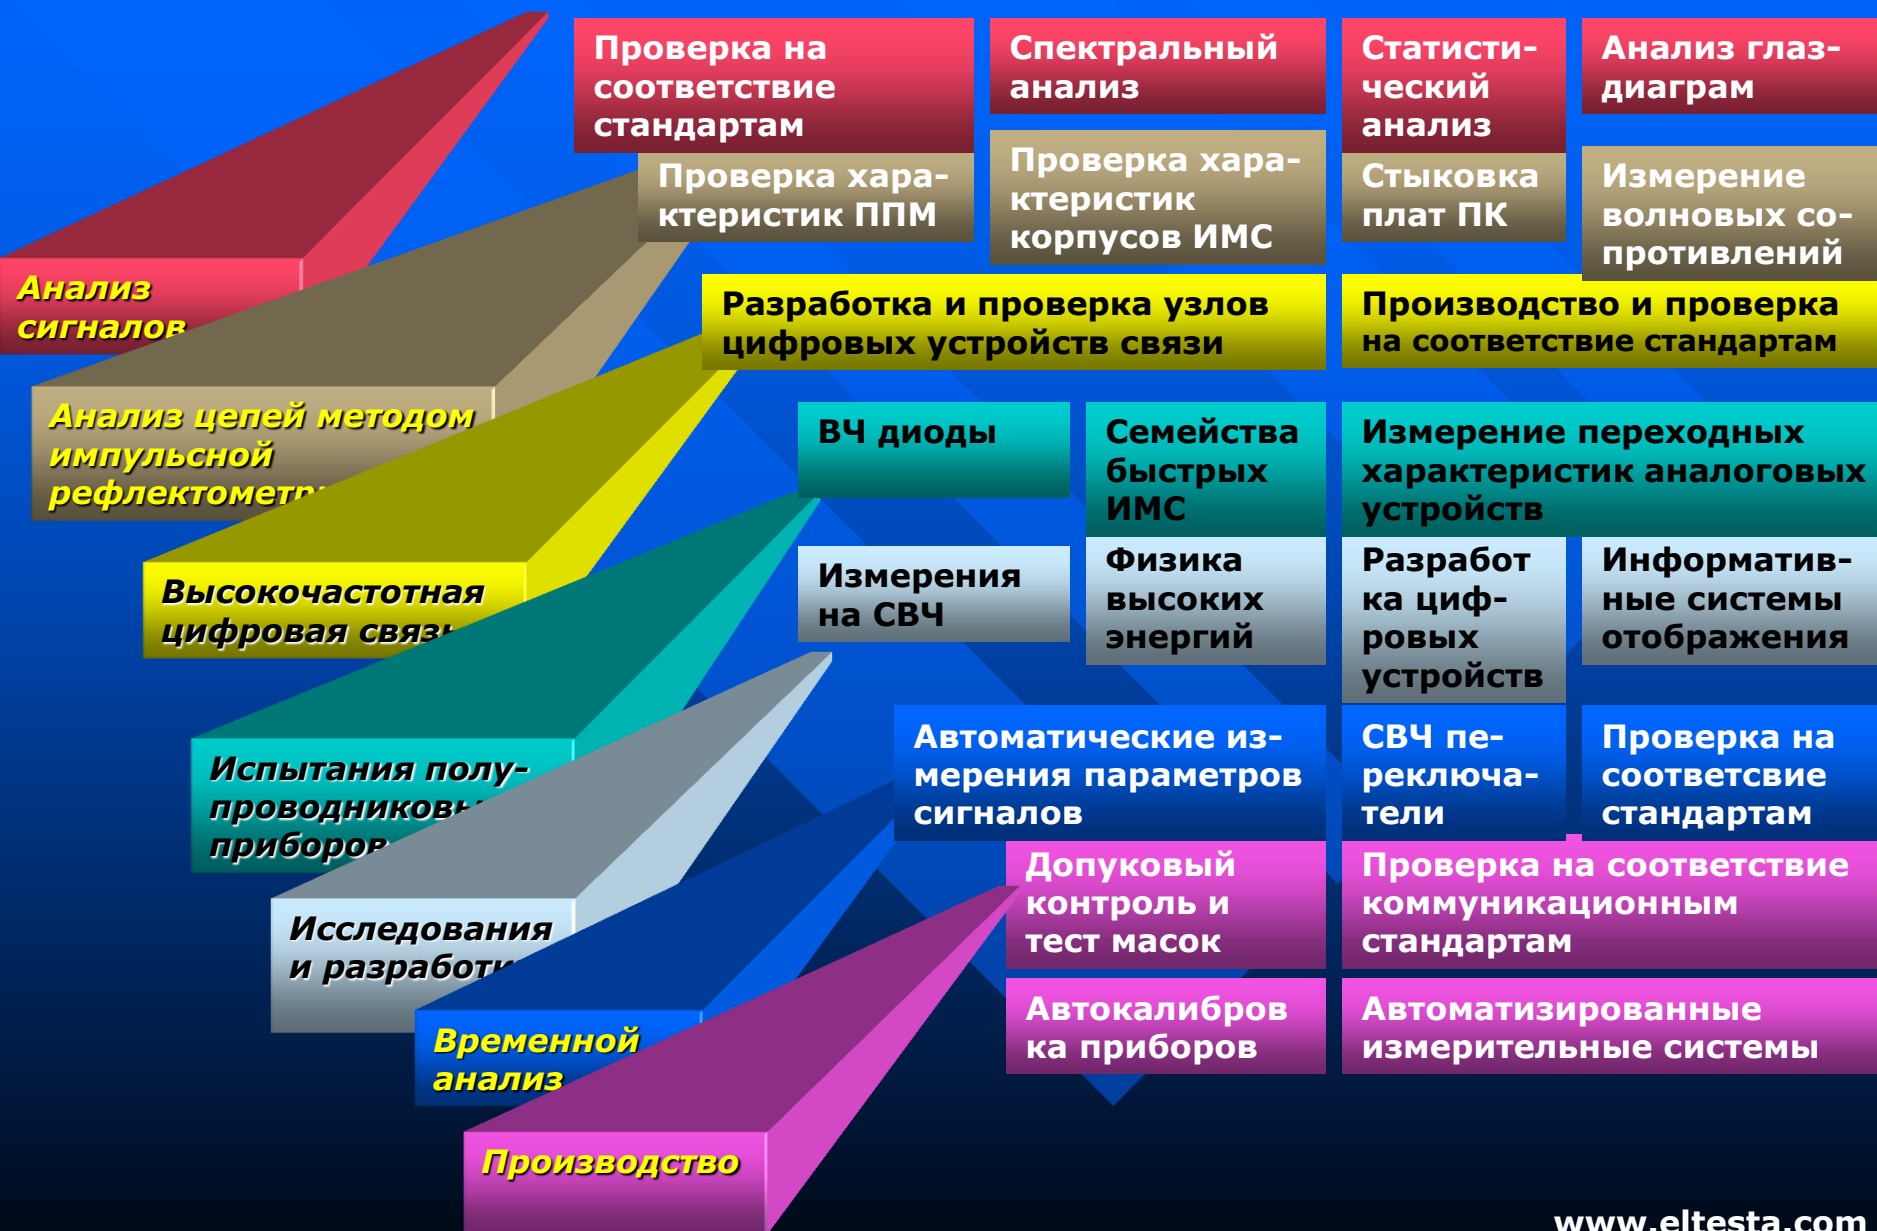 Проверка на
соответствие
стандартам
Спектральный
анализ
Статисти-
ческий
анализ
Анализ глаз-
диаграм
Проверка хара-
ктеристик ППМ
Проверка хара-
ктеристик
корпусов ИМС
Стыковка
плат ПК
Измерение
волновых со-
противлений
Анализ
сигналов
Разработка и проверка узлов
цифровых устройств связи
Производство и проверка
на соответствие стандартам
Анализ цепей методом
импульсной
ВЧ диоды
Семейства
быстрых
ИМС
Измерение переходных
характеристик аналоговых
устройств
Высокочастотная
цифровая связь
Измерения
на СВЧ
Физика
высоких
энергий
Разработ
ка циф-
ровых
устройств
Информатив-
ные системы
отображения
Испытания полу-
приборов
Автоматические из-
мерения параметров
сигналов
СВЧ пе-
реключа-
тели
Проверка на
соответсвие
стандартам
Исследования
и разработки
Допуковый
контроль и
тест масок
Проверка на соответствие
коммуникационным
стандартам
Временной
анализ
Автокалибров
ка приборов
Автоматизированные
измерительные системы
Производство
www.eltesta.com